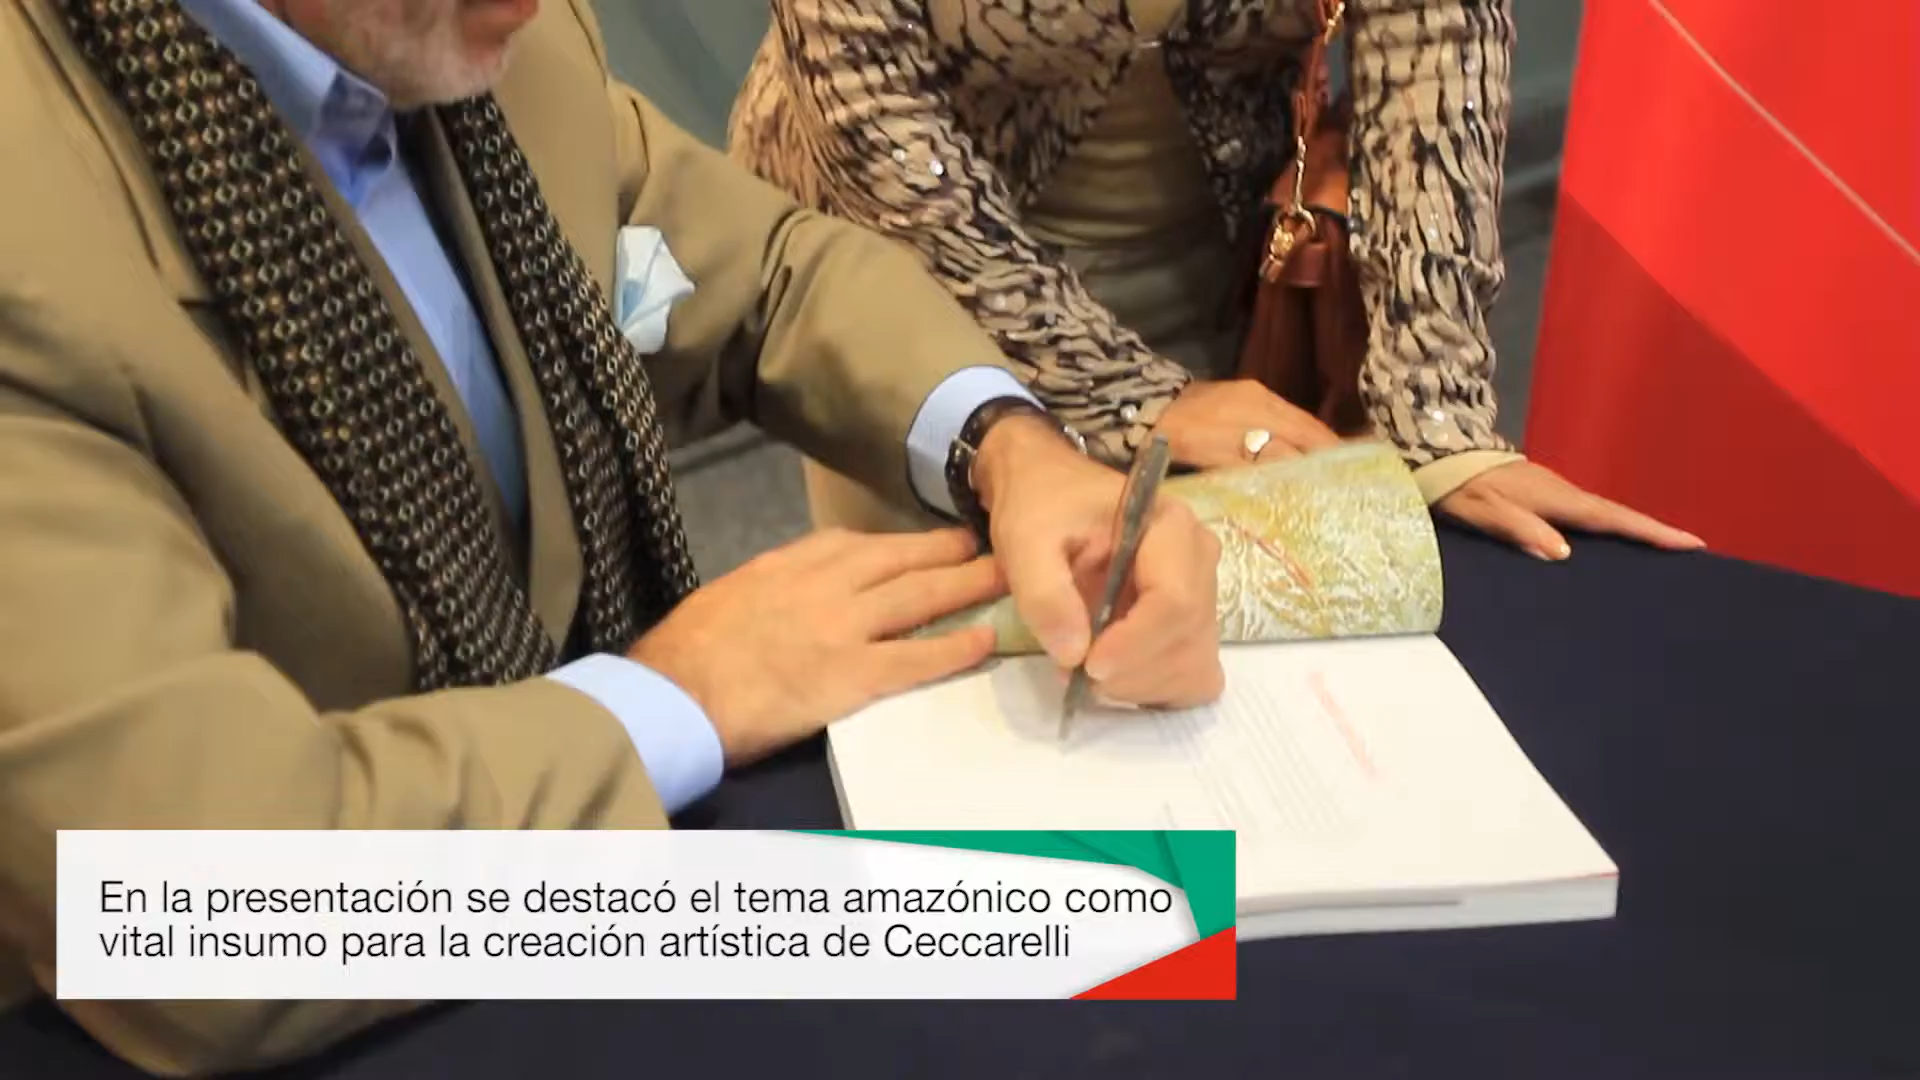 En la presentación se destacó el tema amazónico como
vital insumo para la creación artística de Ceccarelli